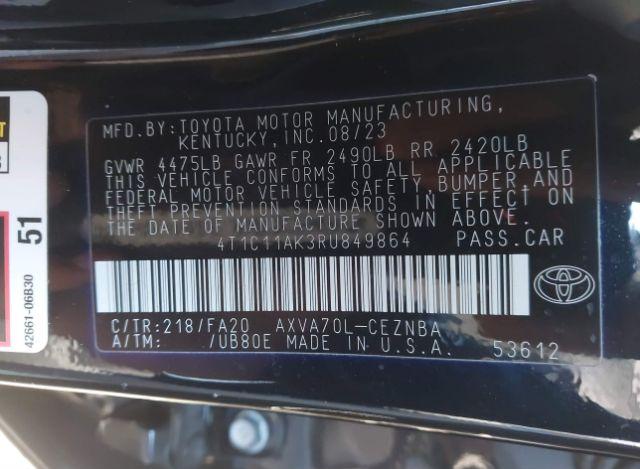 MFD.BY:TOYOTA MOTOR MANUFACTURING,
KENTUCKY,INC.08/23
GVWR 4475LB GAWR FR 2490LB RR 2420LB
THIS VEHICLE CONFORMS TO ALL APPLICABLE
FEDERAL MOTOR VEHICLE SAFETY, BUMPER,AND
THEFT PREVENTION STANDARDS IN EFFECT ON
THE DATE OF MANUFACTURE SHOWN ABOVE.
4T1C11AK3RU849864 PASS.CAR
C/TR:218/FA20 AXVA70L-CEZNBA
A/TM: /UB80E MADE IN U.S.A. 53612
51
42661-06B30